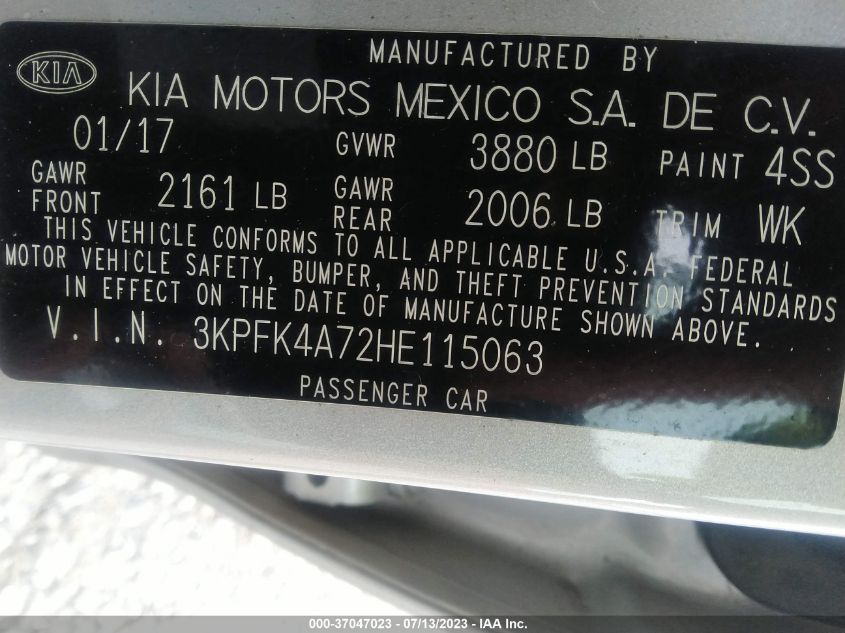 MANUFACTURED BY
KIA
KIA MOTORS MEXICO S.A. DE C.V.
01/17 GVWR 3880 LB PAINT 4SS
GAWR FRONT 2161 LB GAWR REAR 2006 LB TRIM WK
THIS VEHICLE CONFORMS TO ALL APPLICABLE U.S.A. FEDERAL
MOTOR VEHICLE SAFETY, BUMPER, AND THEFT PREVENTION STANDARDS
IN EFFECT ON THE DATE OF MANUFACTURE SHOWN ABOVE.
V.I.N. 3KPFK4A72HE115063
PASSENGER CAR
000-37047023 - 07/13/2023 - IAA Inc.